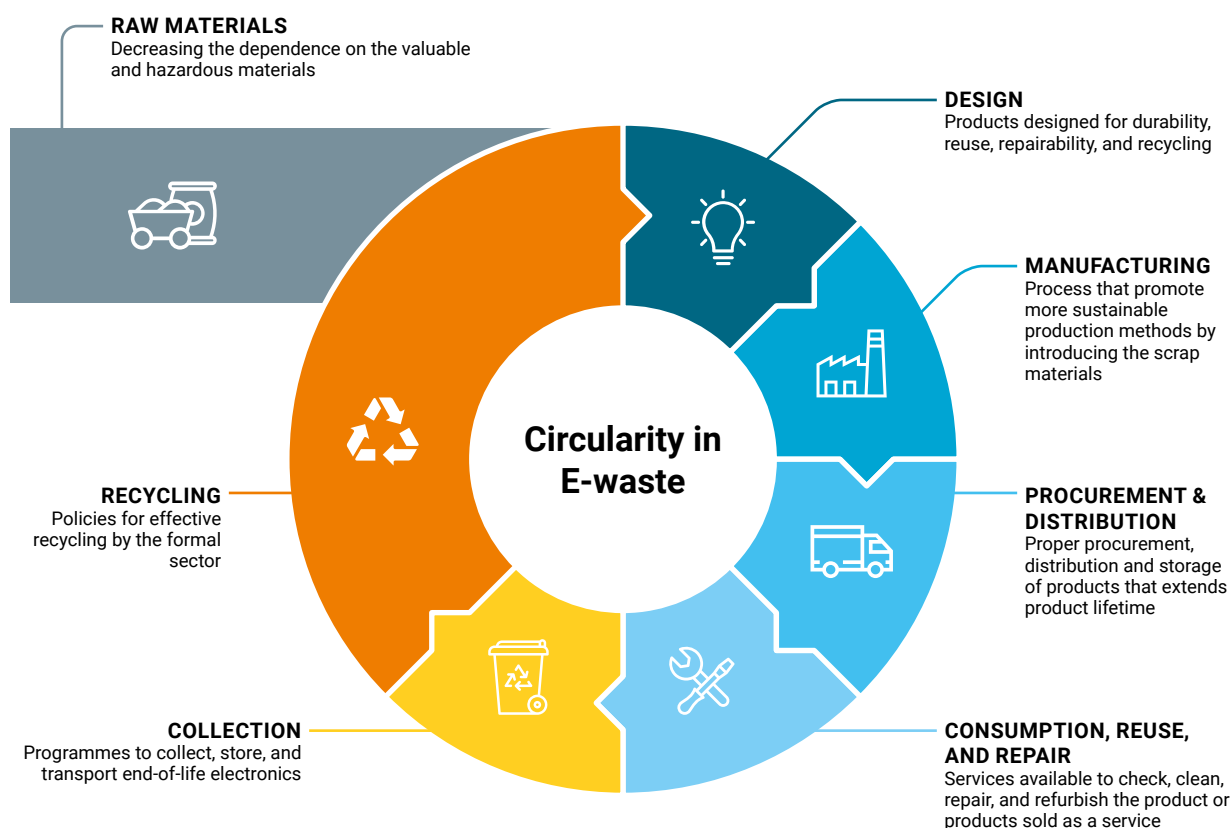 RAW MATERIALS
Decreasing the dependence on the valuable
and hazardous materials
DESIGN
Products designed for durability,
reuse, repairability, and recycling
MANUFACTURING
Process that promote
more sustainable
production methods by
introducing the scrap
materials
Circularity in
E-waste
PROCUREMENT &
DISTRIBUTION
Proper procurement,
distribution and storage
of products that extends
product lifetime
CONSUMPTION, REUSE,
AND REPAIR
Services available to check, clean,
repair, and refurbish the product or
products sold as a service
COLLECTION
Programmes to collect, store, and
transport end-of-life electronics
RECYCLING
Policies for effective
recycling by the formal
sector